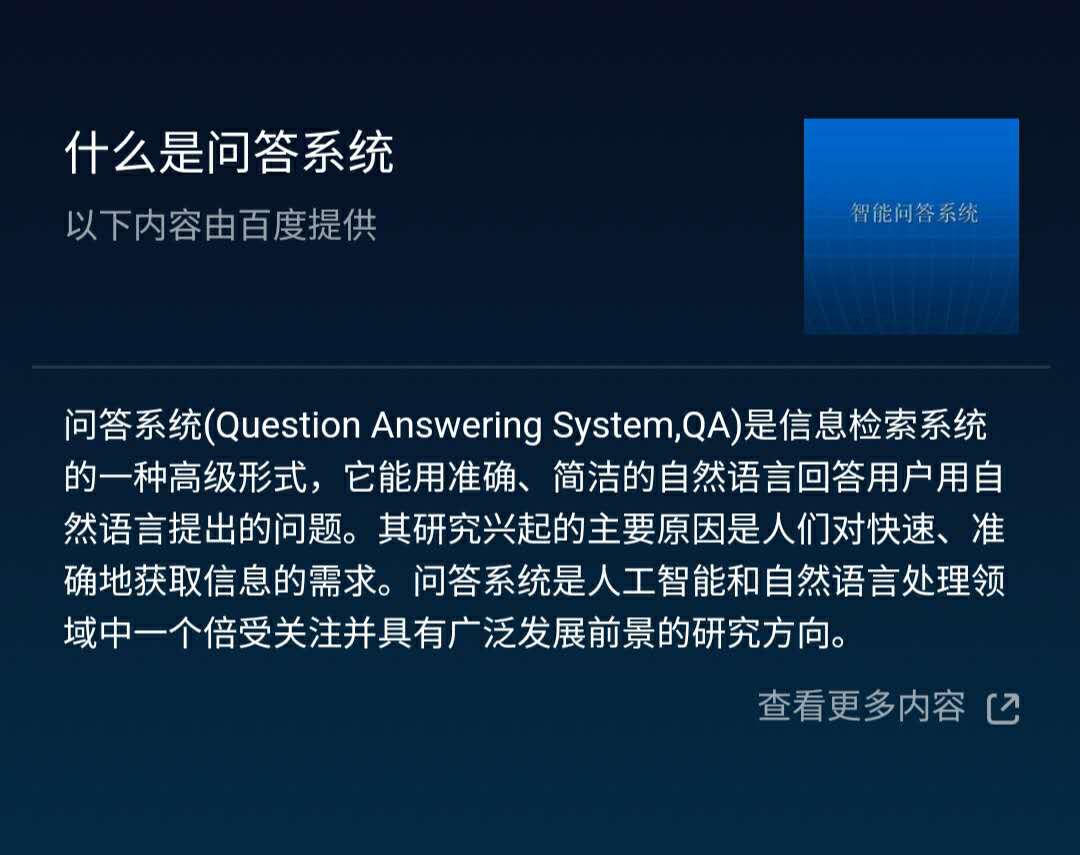 什么是问答系统
以下内容由百度提供
智能问答系统
问答系统(Question Answering System,QA)是信息检索系统
的一种高级形式，它能用准确、简洁的自然语言回答用户用自
然语言提出的问题。其研究兴起的主要原因是人们对快速、准
确地获取信息的需求。问答系统是人工智能和自然语言处理领
域中一个倍受关注并具有广泛发展前景的研究方向。
查看更多内容